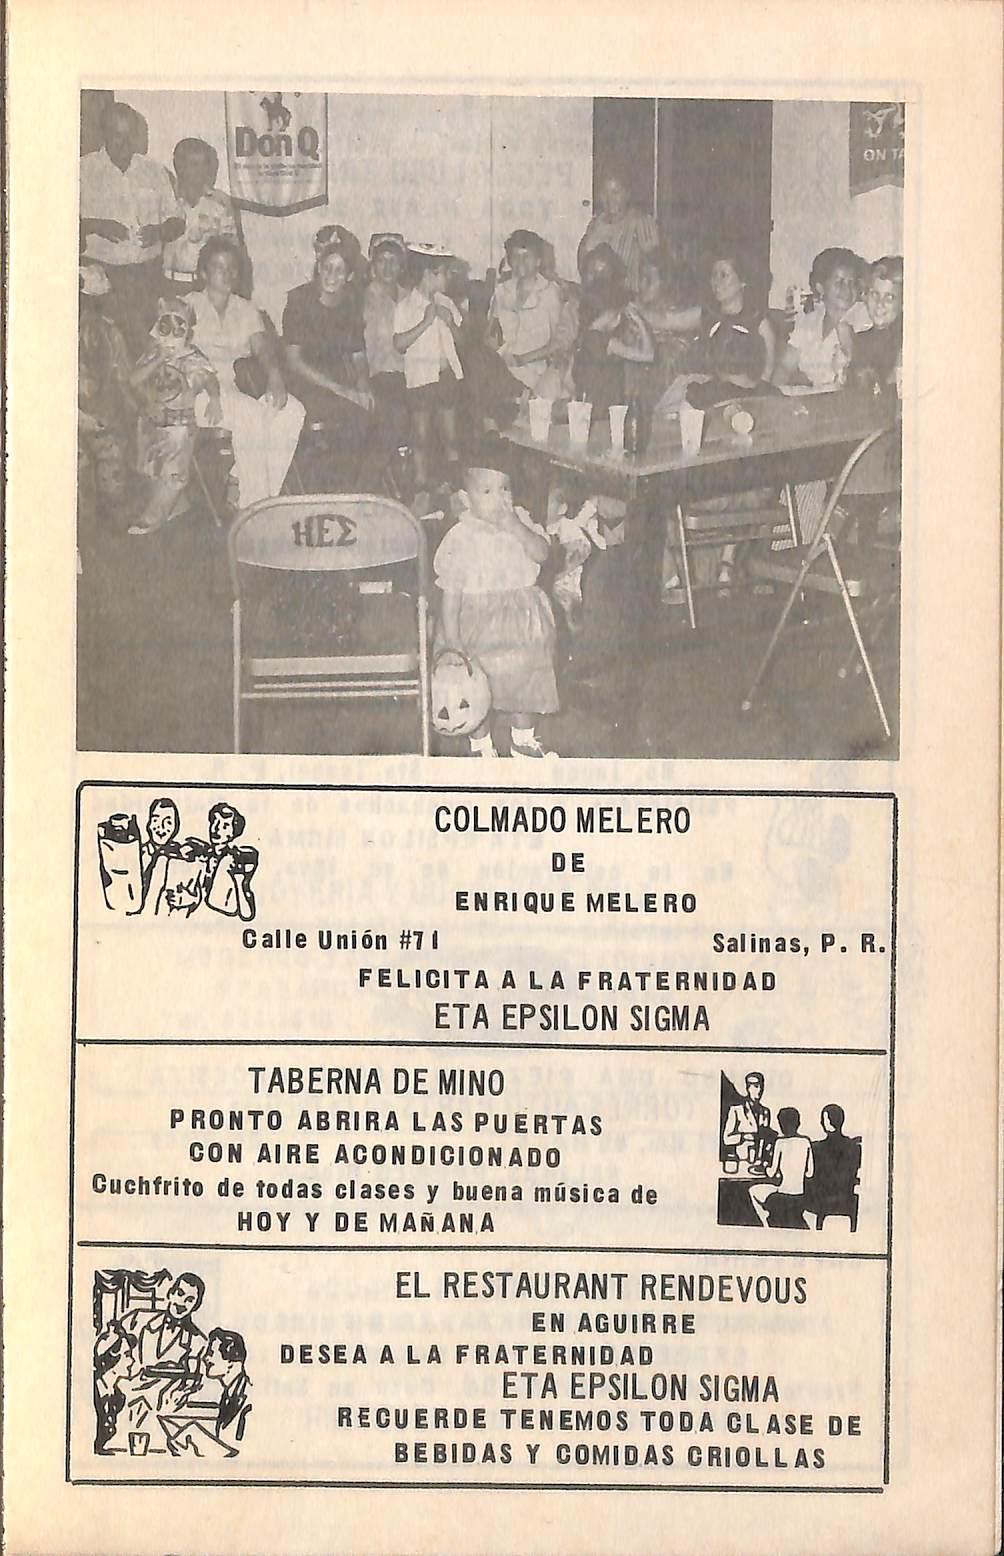 Don Q
ON TA
ΗΕΣ
COLMADO MELERO
DE
ENRIQUE MELERO
Calle Unión #71 Salinas, P. R.
FELICITA A LA FRATERNIDAD
ETA EPSILON SIGMA
TABERNA DE MINO
PRONTO ABRIRA LAS PUERTAS
CON AIRE ACONDICIONADO
Cuchfrito de todas clases y buena música de
HOY Y DE MAÑANA
EL RESTAURANT RENDEVOUS
EN AGUIRRE
DESEA A LA FRATERNIDAD
ETA EPSILON SIGMA
RECUERDE TENEMOS TODA CLASE DE
BEBIDAS Y COMIDAS CRIOLLAS